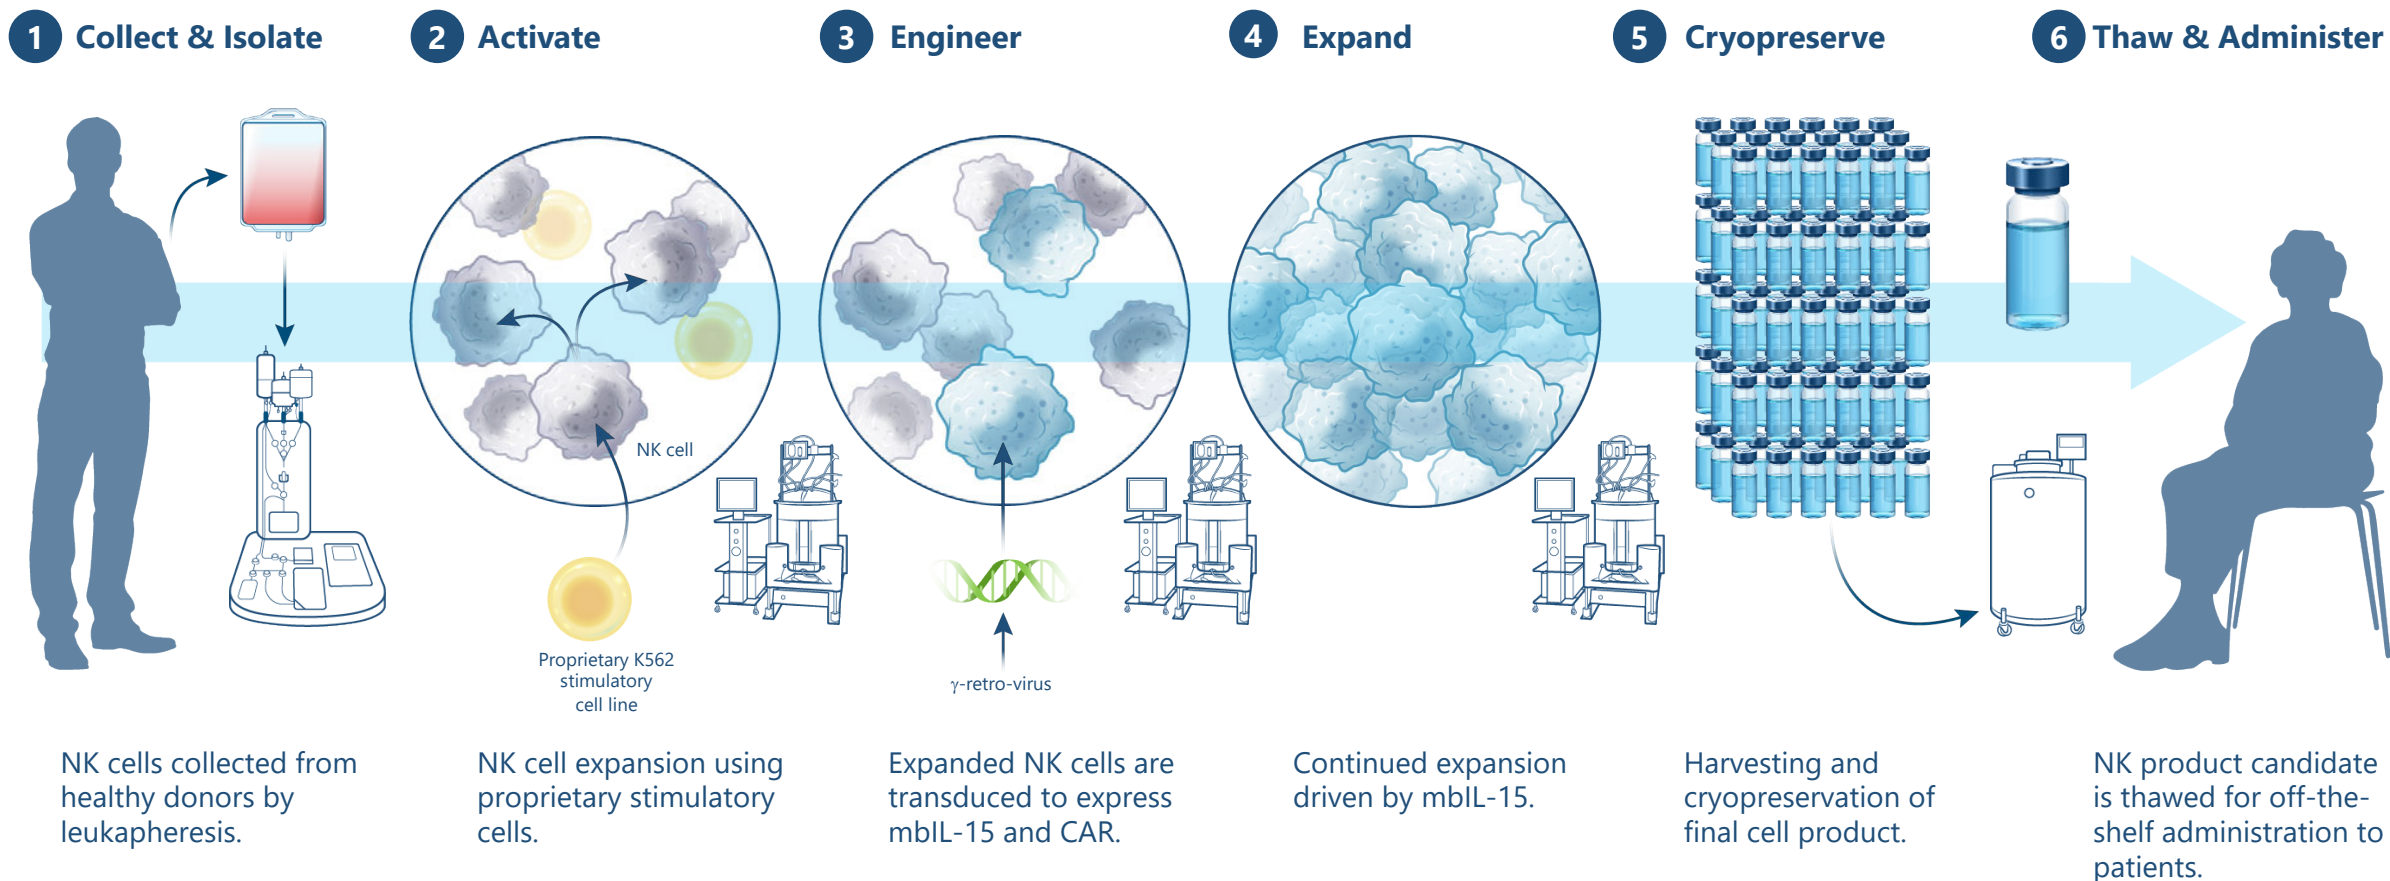 1 Collect & Isolate
2 Activate
3 Engineer
4 Expand
5 Cryopreserve
6 Thaw & Administer
NK cell
Proprietary K562
stimulatory
cell line
γ-retro-virus
NK cells collected from
healthy donors by
leukapheresis.
NK cell expansion using
proprietary stimulatory
cells.
Expanded NK cells are
transduced to express
mbIL-15 and CAR.
Continued expansion
driven by mbIL-15.
Harvesting and
cryopreservation of
final cell product.
NK product candidate
is thawed for off-the-
shelf administration to
patients.